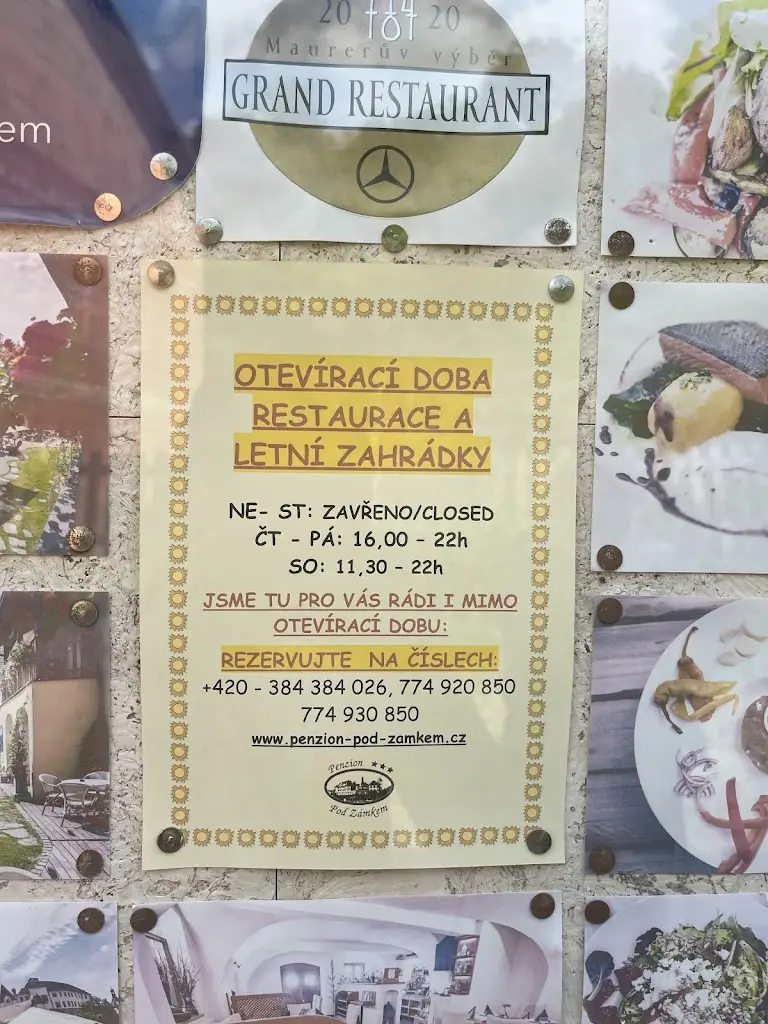 em
20 20
Maurerův výběr
GRAND RESTAURANT
OTEVÍRACÍ DOBA
RESTAURACE A
LETNÍ ZAHRÁDKY
NE- ST: ZAVŘENO/CLOSED
ČT - PÁ: 16,00 - 22h
SO: 11,30 - 22h
JSME TU PRO VÁS RÁDI I MIMO
OTEVÍRACÍ DOBU:
REZERVUJTE NA ČÍSLECH:
+420 - 384 384 026, 774 920 850
774 930 850
www.penzion-pod-zamkem.cz
Penzion
Pod Zámkem